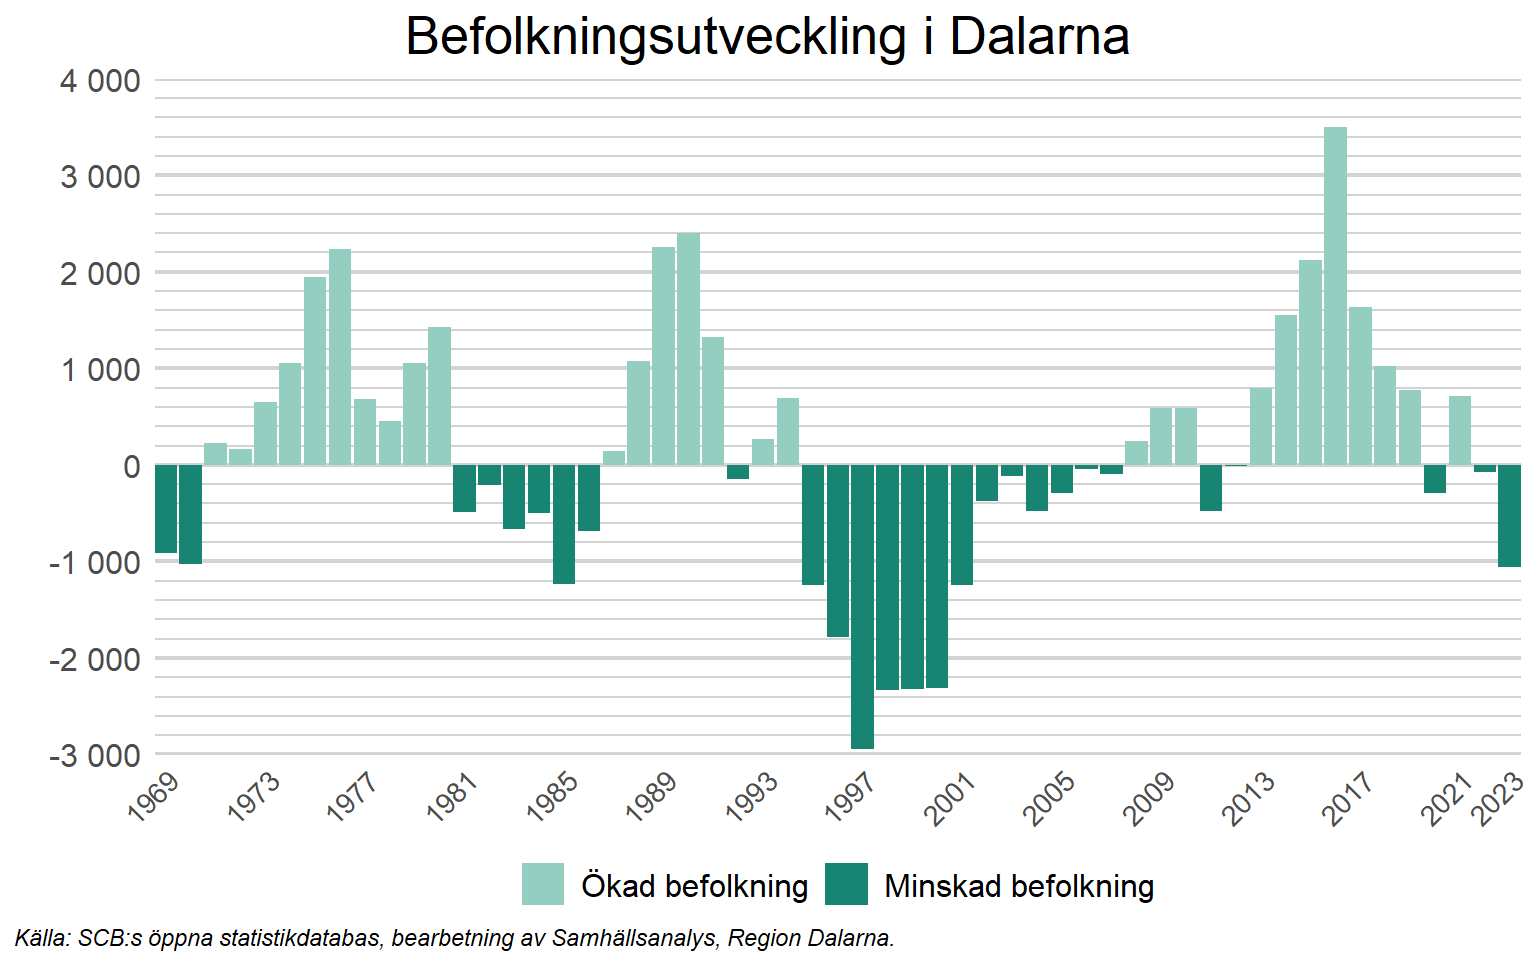 Befolkningsutveckling i Dalarna
4 000
3 000
2 000
1 000
0
-1 000
-2 000
-3 000
1969 1973 1977 1981 1985 1989 1993 1997 2001 2005 2009 2013 2017 2021 2023
Ökad befolkning Minskad befolkning
Källa: SCB:s öppna statistikdatabas, bearbetning av Samhällsanalys, Region Dalarna.